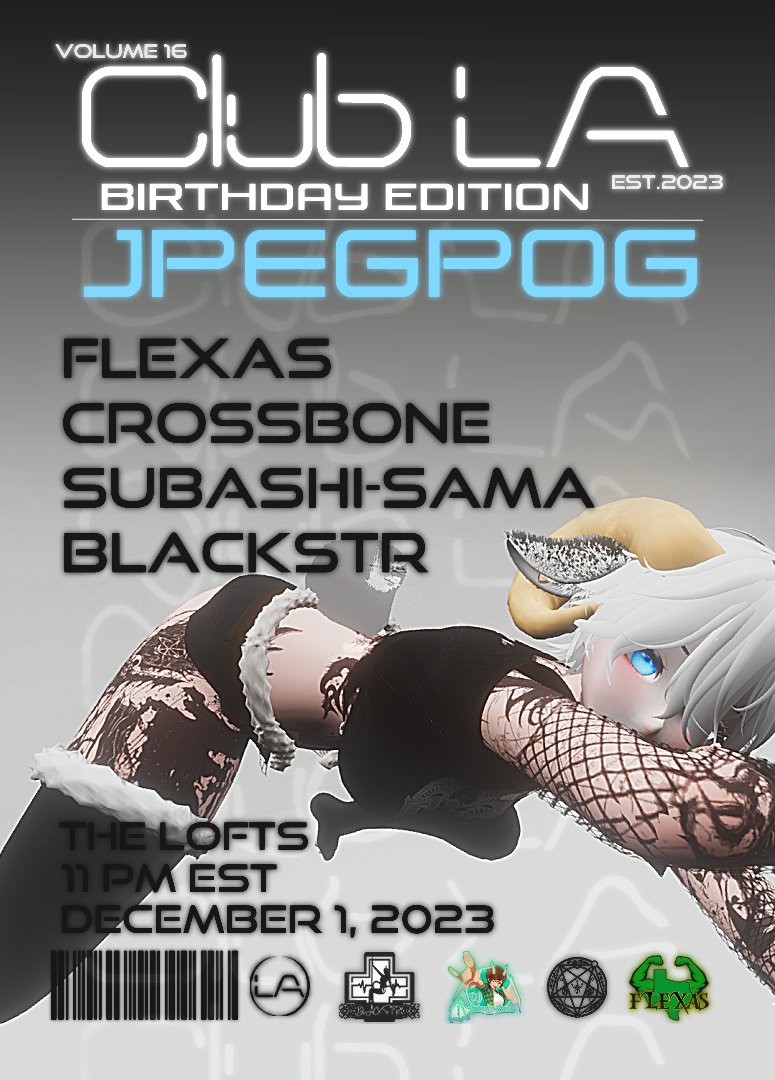 VOLUME 16
Club LA
EST.2023
BIRTHDAY EDITION
JPEGPOG
FLEXAS
CROSSBONE
SUBASHI-SAMA
BLACKSTR
THE LOFTS
11 PM EST
DECEMBER 1, 2023
LA
FLEXAS